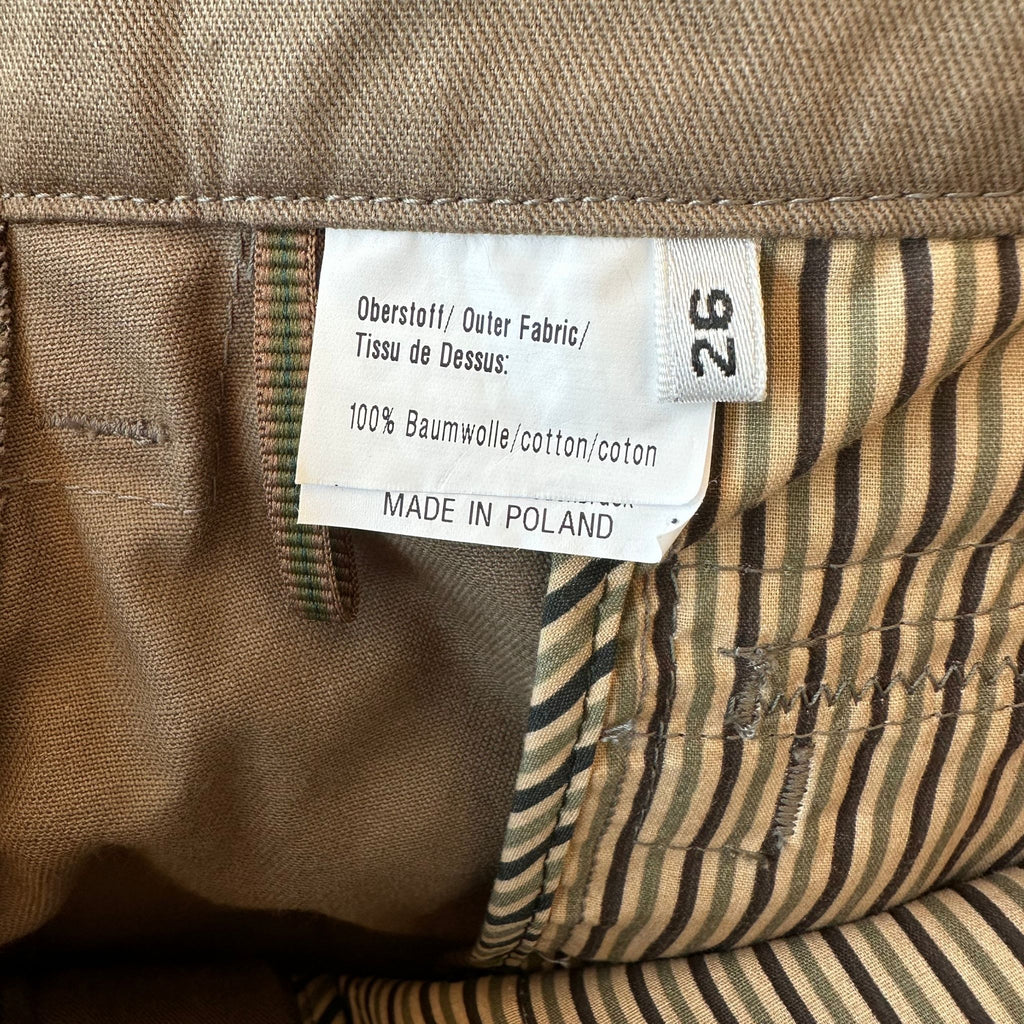 Oberstoff/ Outer Fabric/
Tissu de Dessus:
100% Baumwolle/cotton/coton
MADE IN POLAND
26